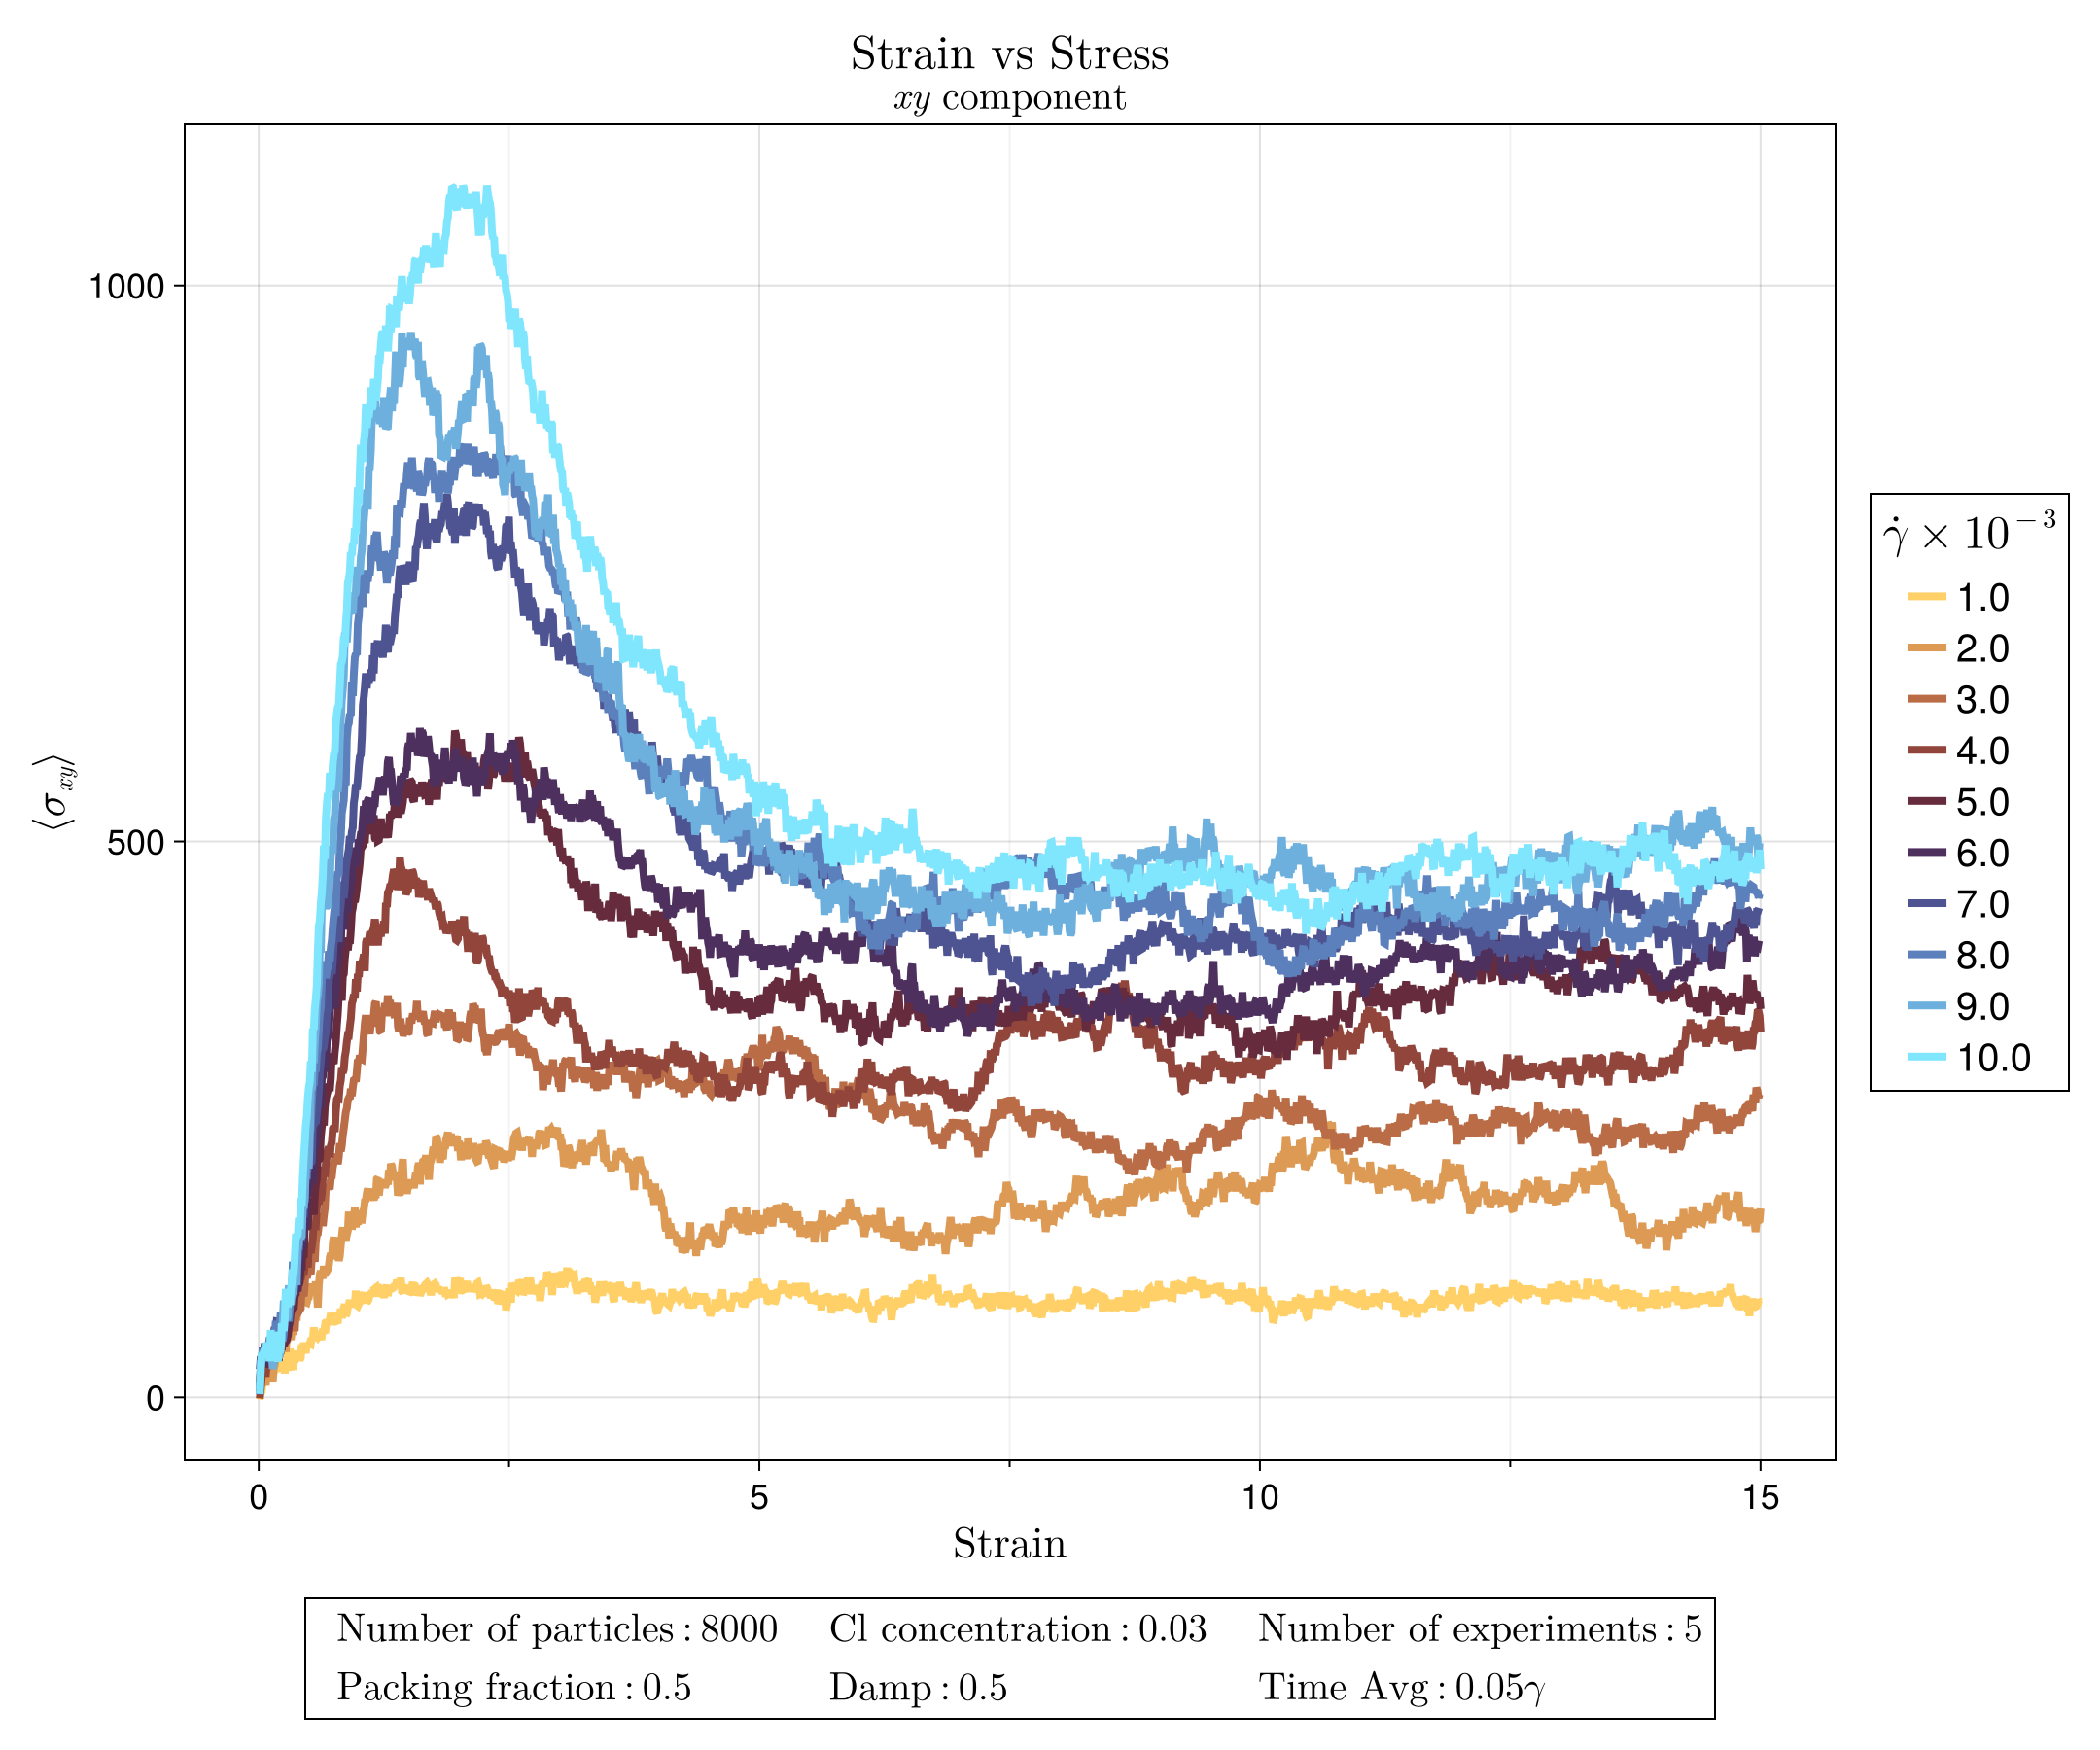 Strain vs Stress
xy component
⟨σxy⟩
1000
500
0
0 5 10 15
Strain
γ̇ × 10⁻³
1.0
2.0
3.0
4.0
5.0
6.0
7.0
8.0
9.0
10.0
Number of particles : 8000 Cl concentration : 0.03 Number of experiments : 5
Packing fraction : 0.5 Damp : 0.5 Time Avg : 0.05γ